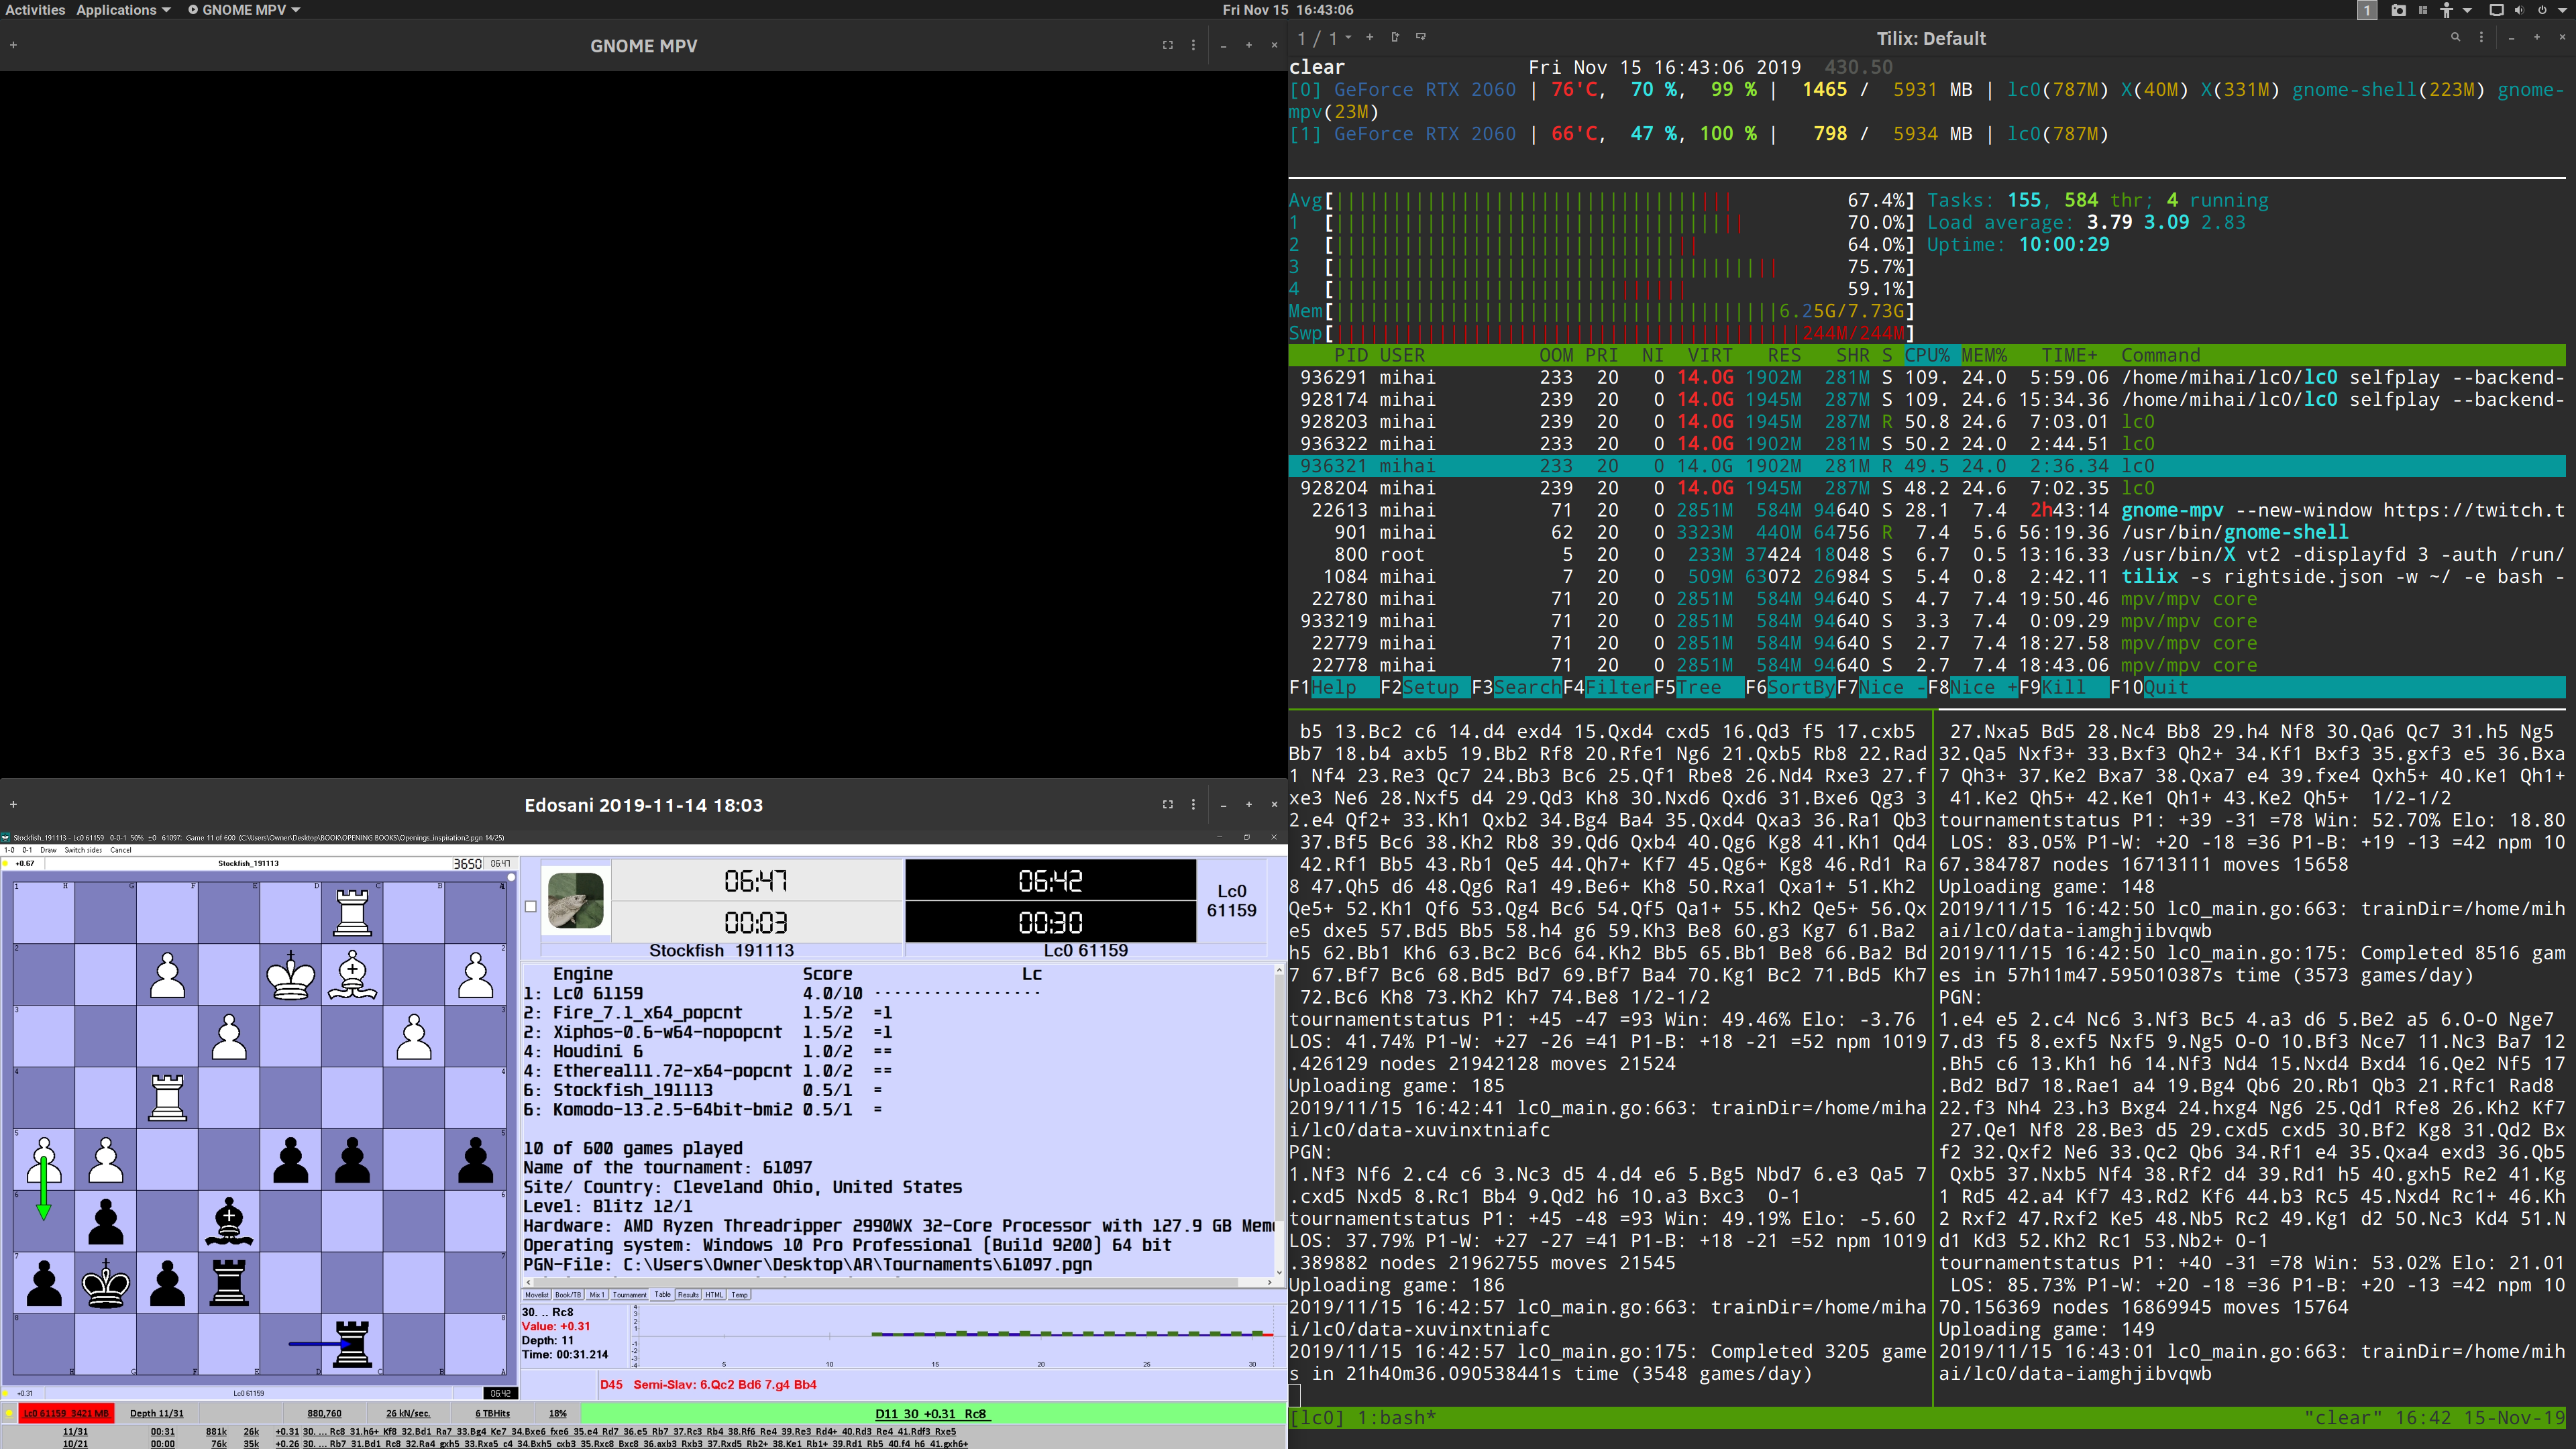 Activities Applications GNOME MPV Fri Nov 15 16:43:06 1
GNOME MPV
1 / 1 Tilix: Default
clear Fri Nov 15 16:43:06 2019 430.50
[0] GeForce RTX 2060 | 76'C, 70 %, 99 % | 1465 / 5931 MB | lc0(787M) X(40M) X(331M) gnome-shell(223M) gnome-
mpv(23M)
[1] GeForce RTX 2060 | 66'C, 47 %, 100 % | 798 / 5934 MB | lc0(787M)
Avg[ 67.4%] Tasks: 155, 584 thr; 4 running
1 [ 70.0%] Load average: 3.79 3.09 2.83
2 [ 64.0%] Uptime: 10:00:29
3 [ 75.7%]
4 [ 59.1%]
Mem[ 6.25G/7.73G]
Swp[ 244M/244M]
PID USER OOM PRI NI VIRT RES SHR S CPU% MEM% TIME+ Command
936291 mihai 233 20 0 14.0G 1902M 281M S 109. 24.0 5:59.06 /home/mihai/lc0/lc0 selfplay --backend-
928174 mihai 239 20 0 14.0G 1945M 287M S 109. 24.6 15:34.36 /home/mihai/lc0/lc0 selfplay --backend-
928203 mihai 239 20 0 14.0G 1945M 287M R 50.8 24.6 7:03.01 lc0
936322 mihai 233 20 0 14.0G 1902M 281M S 50.2 24.0 2:44.51 lc0
936321 mihai 233 20 0 14.0G 1902M 281M R 49.5 24.0 2:36.34 lc0
928204 mihai 239 20 0 14.0G 1945M 287M S 48.2 24.6 7:02.35 lc0
22613 mihai 71 20 0 2851M 584M 94640 S 28.1 7.4 2h43:14 gnome-mpv --new-window https://twitch.t
901 mihai 62 20 0 3323M 440M 64756 R 7.4 5.6 56:19.36 /usr/bin/gnome-shell
800 root 5 20 0 233M 37424 18048 S 6.7 0.5 13:16.33 /usr/bin/X vt2 -displayfd 3 -auth /run/
1084 mihai 7 20 0 509M 63072 26984 S 5.4 0.8 2:42.11 tilix -s rightside.json -w ~/ -e bash -
22780 mihai 71 20 0 2851M 584M 94640 S 4.7 7.4 19:50.46 mpv/mpv core
933219 mihai 71 20 0 2851M 584M 94640 S 3.3 7.4 0:09.29 mpv/mpv core
22779 mihai 71 20 0 2851M 584M 94640 S 2.7 7.4 18:27.58 mpv/mpv core
22778 mihai 71 20 0 2851M 584M 94640 S 2.7 7.4 18:43.06 mpv/mpv core
F1Help F2Setup F3SearchF4FilterF5Tree F6SortByF7Nice -F8Nice +F9Kill F10Quit
b5 13.Bc2 c6 14.d4 exd4 15.Qxd4 cxd5 16.Qd3 f5 17.cxb5
Bb7 18.b4 axb5 19.Bb2 Rf8 20.Rfe1 Ng6 21.Qxb5 Rb8 22.Rad
1 Nf4 23.Re3 Qc7 24.Bb3 Bc6 25.Qf1 Rbe8 26.Nd4 Rxe3 27.f
xe3 Ne6 28.Nxf5 d4 29.Qd3 Kh8 30.Nxd6 Qxd6 31.Bxe6 Qg3 3
2.e4 Qf2+ 33.Kh1 Qxb2 34.Bg4 Ba4 35.Qxd4 Qxa3 36.Ra1 Qb3
37.Bf5 Bc6 38.Kh2 Rb8 39.Qd6 Qxb4 40.Qg6 Kg8 41.Kh1 Qd4
42.Rf1 Bb5 43.Rb1 Qe5 44.Qh7+ Kf7 45.Qg6+ Kg8 46.Rd1 Ra
8 47.Qh5 d6 48.Qg6 Ra1 49.Be6+ Kh8 50.Rxa1 Qxa1+ 51.Kh2
Qe5+ 52.Kh1 Qf6 53.Qg4 Bc6 54.Qf5 Qa1+ 55.Kh2 Qe5+ 56.Qx
e5 dxe5 57.Bd5 Bb5 58.h4 g6 59.Kh3 Be8 60.g3 Kg7 61.Ba2
h5 62.Bb1 Kh6 63.Bc2 Bc6 64.Kh2 Bb5 65.Bb1 Be8 66.Ba2 Bd
7 67.Bf7 Bc6 68.Bd5 Bd7 69.Bf7 Ba4 70.Kg1 Bc2 71.Bd5 Kh7
72.Bc6 Kh8 73.Kh2 Kh7 74.Be8 1/2-1/2
tournamentstatus P1: +45 -47 =93 Win: 49.46% Elo: -3.76
LOS: 41.74% P1-W: +27 -26 =41 P1-B: +18 -21 =52 npm 1019
.426129 nodes 21942128 moves 21524
Uploading game: 185
2019/11/15 16:42:41 lc0_main.go:663: trainDir=/home/miha
i/lc0/data-xuvinxtniafc
PGN:
1.Nf3 Nf6 2.c4 c6 3.Nc3 d5 4.d4 e6 5.Bg5 Nbd7 6.e3 Qa5 7
.cxd5 Nxd5 8.Rc1 Bb4 9.Qd2 h6 10.a3 Bxc3 0-1
tournamentstatus P1: +45 -48 =93 Win: 49.19% Elo: -5.60
LOS: 37.79% P1-W: +27 -27 =41 P1-B: +18 -21 =52 npm 1019
.389882 nodes 21962755 moves 21545
Uploading game: 186
2019/11/15 16:42:57 lc0_main.go:663: trainDir=/home/miha
i/lc0/data-xuvinxtniafc
2019/11/15 16:42:57 lc0_main.go:175: Completed 3205 game
s in 21h40m36.090538441s time (3548 games/day)
27.Nxa5 Bd5 28.Nc4 Bb8 29.h4 Nf8 30.Qa6 Qc7 31.h5 Ng5
32.Qa5 Nxf3+ 33.Bxf3 Qh2+ 34.Kf1 Bxf3 35.gxf3 e5 36.Bxa
7 Qh3+ 37.Ke2 Bxa7 38.Qxa7 e4 39.fxe4 Qxh5+ 40.Ke1 Qh1+
41.Ke2 Qh5+ 42.Ke1 Qh1+ 43.Ke2 Qh5+ 1/2-1/2
tournamentstatus P1: +39 -31 =78 Win: 52.70% Elo: 18.80
LOS: 83.05% P1-W: +20 -18 =36 P1-B: +19 -13 =42 npm 10
67.384787 nodes 16713111 moves 15658
Uploading game: 148
2019/11/15 16:42:50 lc0_main.go:663: trainDir=/home/mih
ai/lc0/data-iamghjibvqwb
2019/11/15 16:42:50 lc0_main.go:175: Completed 8516 gam
es in 57h11m47.595010387s time (3573 games/day)
PGN:
1.e4 e5 2.c4 Nc6 3.Nf3 Bc5 4.a3 d6 5.Be2 a5 6.O-O Nge7
7.d3 f5 8.exf5 Nxf5 9.Ng5 O-O 10.Bf3 Nce7 11.Nc3 Ba7 12
.Bh5 c6 13.Kh1 h6 14.Nf3 Nd4 15.Nxd4 Bxd4 16.Qe2 Nf5 17
.Bd2 Bd7 18.Rae1 a4 19.Bg4 Qb6 20.Rb1 Qb3 21.Rfc1 Rad8
22.f3 Nh4 23.h3 Bxg4 24.hxg4 Ng6 25.Qd1 Rfe8 26.Kh2 Kf7
27.Qe1 Nf8 28.Be3 d5 29.cxd5 cxd5 30.Bf2 Kg8 31.Qd2 Bx
f2 32.Qxf2 Ne6 33.Qc2 Qb6 34.Rf1 e4 35.Qxa4 exd3 36.Qb5
Qxb5 37.Nxb5 Nf4 38.Rf2 d4 39.Rd1 h5 40.gxh5 Re2 41.Kg
1 Rd5 42.a4 Kf7 43.Rd2 Kf6 44.b3 Rc5 45.Nxd4 Rc1+ 46.Kh
2 Rxf2 47.Rxf2 Ke5 48.Nb5 Rc2 49.Kg1 d2 50.Nc3 Kd4 51.N
d1 Kd3 52.Kh2 Rc1 53.Nb2+ 0-1
tournamentstatus P1: +40 -31 =78 Win: 53.02% Elo: 21.01
LOS: 85.73% P1-W: +20 -18 =36 P1-B: +20 -13 =42 npm 10
70.156369 nodes 16869945 moves 15764
Uploading game: 149
2019/11/15 16:43:01 lc0_main.go:663: trainDir=/home/mih
ai/lc0/data-iamghjibvqwb
[lc0] 1:bash* "clear" 16:42 15-Nov-19
Edosani 2019-11-14 18:03
Stockfish_191113 - Lc0 61159 0-0-1 50% ±0 61097: Game 11 of 600 (C:\Users\Owner\Desktop\BOOK\OPENING BOOKS\Openings_inspiration2.pgn 14/25)
1-0 0-1 Draw Switch sides Cancel
+0.67 Stockfish_191113 3650 06:47
06:47 06:42 Lc0
00:03 00:30 61159
Stockfish 191113 Lc0 61159
Engine Score Lc
1: Lc0 61159 4.0/10 - - - - - - - - - - - - - - - - - -
2: Fire_7.1_x64_popcnt 1.5/2 =1
2: Xiphos-0.6-w64-nopopcnt 1.5/2 =1
4: Houdini 6 1.0/2 ==
4: Ethereal11.72-x64-popcnt 1.0/2 ==
6: Stockfish_191113 0.5/1 =
6: Komodo-13.2.5-64bit-bmi2 0.5/1 =
10 of 600 games played
Name of the tournament: 61097
Site/ Country: Cleveland Ohio, United States
Level: Blitz 12/1
Hardware: AMD Ryzen Threadripper 2990WX 32-Core Processor with 127.9 GB Mem
Operating system: Windows 10 Pro Professional (Build 9200) 64 bit
PGN-File: C:\Users\Owner\Desktop\AR\Tournaments\61097.pgn
Movelist Book/TB Mix 1 Tournament Table Results HTML Temp
30. .. Rc8
Value: +0.31
Depth: 11
Time: 00:31.214
5 10 15 20 25 30
D45 Semi-Slav: 6.Qc2 Bd6 7.g4 Bb4
+0.31 Lc0 61159 06:42
Lc0 61159 3421 MB Depth 11/31 880,760 26 kN/sec. 6 TBHits 18% D11 30 +0.31 Rc8
11/31 00:31 881k 26k +0.31 30. ... Rc8 31.h6+ Kf8 32.Bd1 Ra7 33.Bg4 Ke7 34.Bxe6 fxe6 35.e4 Rd7 36.e5 Rb7 37.Rc3 Rb4 38.Rf6 Re4 39.Re3 Rd4+ 40.Rd3 Re4 41.Rdf3 Rxe5
10/21 00:00 76k 35k +0.26 30. ... Rb7 31.Bd1 Rc8 32.Ra4 gxh5 33.Rxa5 c4 34.Bxh5 cxb3 35.Rxc8 Bxc8 36.axb3 Rxb3 37.Rxd5 Rb2+ 38.Ke1 Rb1+ 39.Rd1 Rb5 40.f4 h6 41.gxh6+